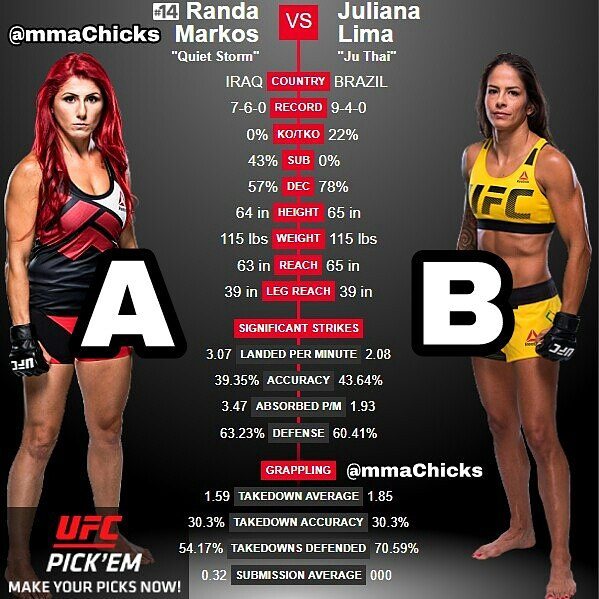 @mmaChicks
#14 Randa Markos
"Quiet Storm"
VS
Juliana Lima
"Ju Thai"
IRAQ COUNTRY BRAZIL
7-6-0 RECORD 9-4-0
0% KO/TKO 22%
43% SUB 0%
57% DEC 78%
64 in HEIGHT 65 in
115 lbs WEIGHT 115 lbs
63 in REACH 65 in
39 in LEG REACH 39 in
A
B
SIGNIFICANT STRIKES
3.07 LANDED PER MINUTE 2.08
39.35% ACCURACY 43.64%
3.47 ABSORBED P/M 1.93
63.23% DEFENSE 60.41%
GRAPPLING @mmaChicks
1.59 TAKEDOWN AVERAGE 1.85
30.3% TAKEDOWN ACCURACY 30.3%
54.17% TAKEDOWNS DEFENDED 70.59%
0.32 SUBMISSION AVERAGE 000
UFC
PICK'EM
MAKE YOUR PICKS NOW!
UFC
Reebok
UFC
UFC